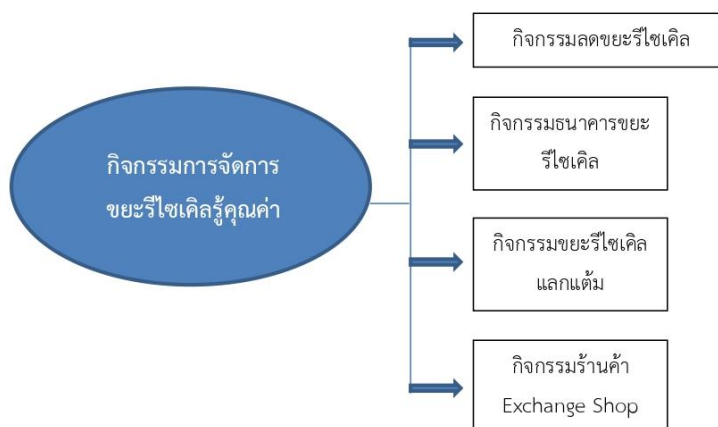 กิจกรรมการจัดการ
ขยะรีไซเคิลรู้คุณค่า
กิจกรรมลดขยะรีไซเคิล
กิจกรรมธนาคารขยะ
รีไซเคิล
กิจกรรมขยะรีไซเคิล
แลกแต้ม
กิจกรรมร้านค้า
Exchange Shop